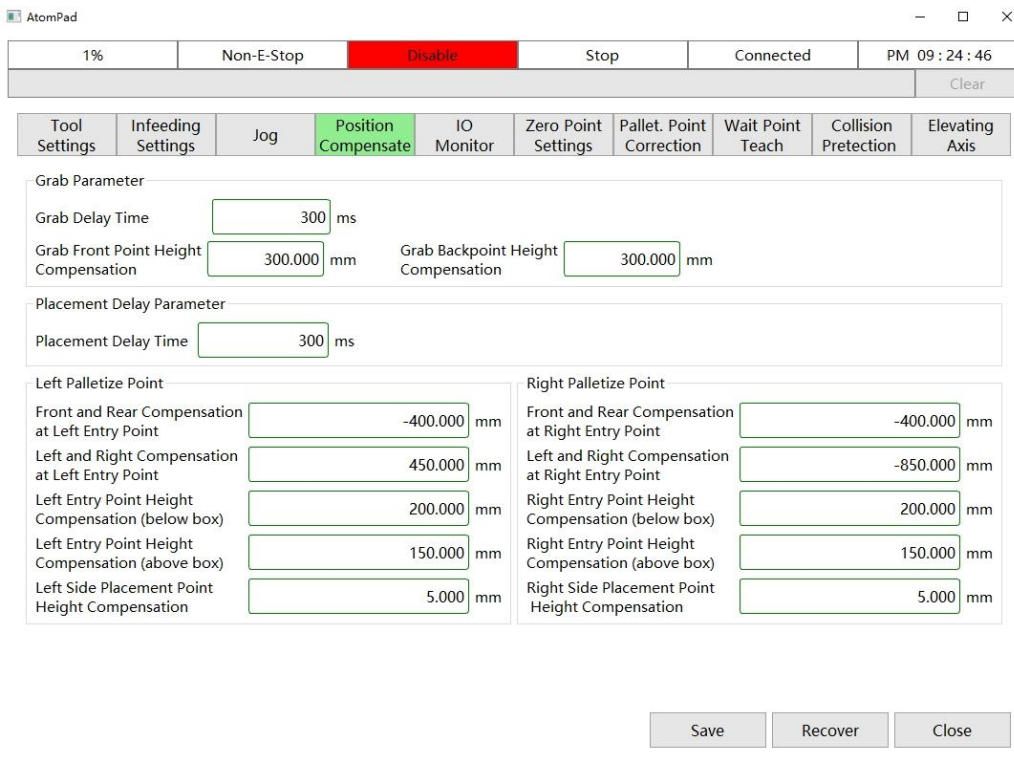 AtomPad
1% Non-E-Stop Disable Stop Connected PM 09 : 24 : 46
Clear
Tool Settings
Infeeding Settings
Jog
Position Compensate
IO Monitor
Zero Point Settings
Pallet. Point Correction
Wait Point Teach
Collision Pretection
Elevating Axis
Grab Parameter
Grab Delay Time 300 ms
Grab Front Point Height
Compensation 300.000 mm
Grab Backpoint Height
Compensation 300.000 mm
Placement Delay Parameter
Placement Delay Time 300 ms
Left Palletize Point
Front and Rear Compensation
at Left Entry Point -400.000 mm
Left and Right Compensation
at Left Entry Point 450.000 mm
Left Entry Point Height
Compensation (below box) 200.000 mm
Left Entry Point Height
Compensation (above box) 150.000 mm
Left Side Placement Point
Height Compensation 5.000 mm
Right Palletize Point
Front and Rear Compensation
at Right Entry Point -400.000 mm
Left and Right Compensation
at Right Entry Point -850.000 mm
Right Entry Point Height
Compensation (below box) 200.000 mm
Right Entry Point Height
Compensation (above box) 150.000 mm
Right Side Placement Point
Height Compensation 5.000 mm
Save Recover Close